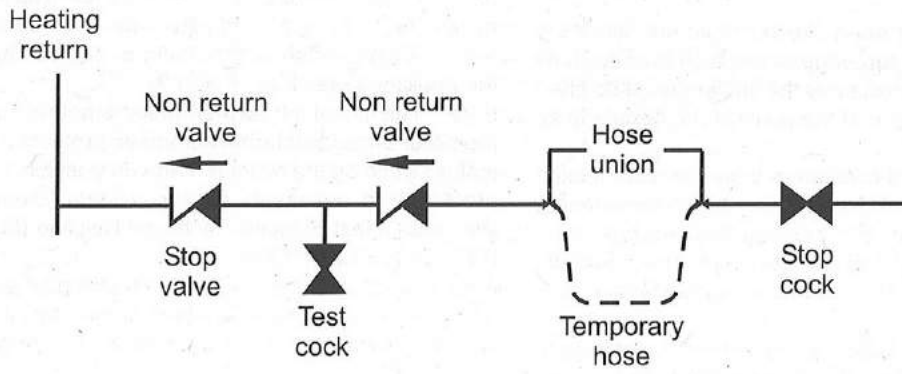 Heating
return
Non return
valve
Non return
valve
Hose
union
Stop
valve
Test
cock
Temporary
hose
Stop
cock